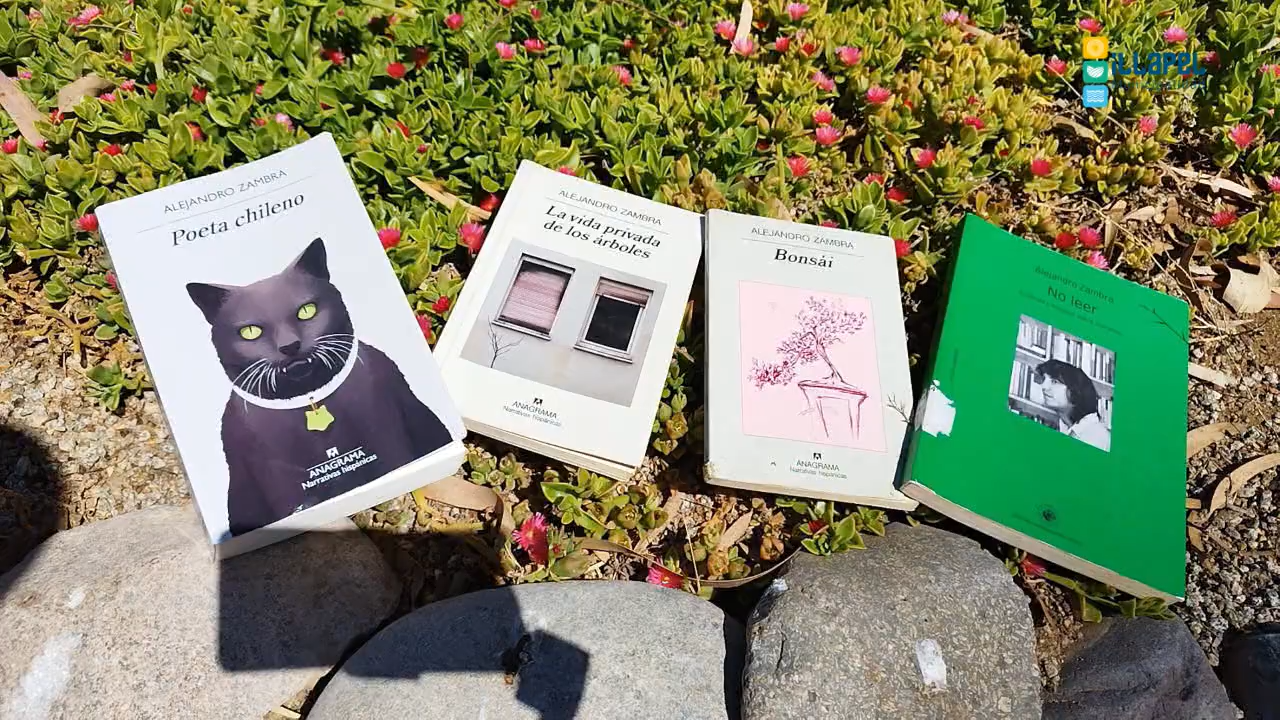 illapel
ALEJANDRO ZAMBRA
Poeta chileno
ANAGRAMA
Narrativas hispánicas
ALEJANDRO ZAMBRA
La vida privada
de los árboles
ANAGRAMA
Narrativas hispánicas
ALEJANDRO ZAMBRA
Bonsái
ANAGRAMA
Narrativas hispánicas
Alejandro Zambra
No leer